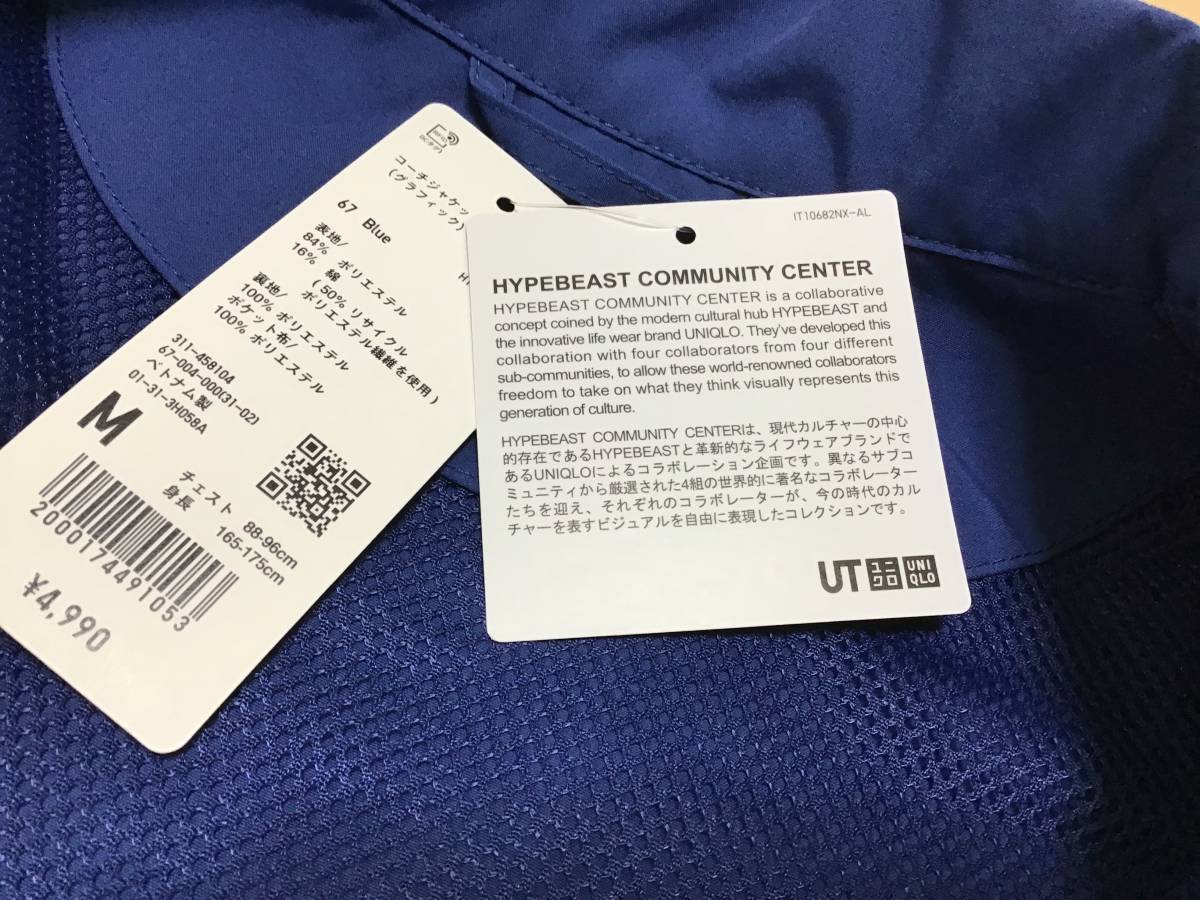 RFID
コーチジャケッ
(グラフィック)
67 Blue
表地/
84% ポリエステル
16% 綿
(50% リサイクル
ポリエステル繊維を使用)
裏地/
100% ポリエステル
ポケット布/
100% ポリエステル
311-458104
67-004-000(31-02)
ベトナム製
01-31-3H058A
M
チェスト 88-96cm
身長 165-175cm
2000174491053
¥4,990
IT10682NX-AL
HYPEBEAST COMMUNITY CENTER
HYPEBEAST COMMUNITY CENTER is a collaborative
concept coined by the modern cultural hub HYPEBEAST and
the innovative life wear brand UNIQLO. They've developed this
collaboration with four collaborators from four different
sub-communities, to allow these world-renowned collaborators
freedom to take on what they think visually represents this
generation of culture.
HYPEBEAST COMMUNITY CENTERは、現代カルチャーの中心
的存在であるHYPEBEASTと革新的なライフウェアブランドで
あるUNIQLOによるコラボレーション企画です。異なるサブコ
ミュニティから厳選された4組の世界的に著名なコラボレーター
たちを迎え、それぞれのコラボレーターが、今の時代のカル
チャーを表すビジュアルを自由に表現したコレクションです。
UT ユニクロ UNIQLO